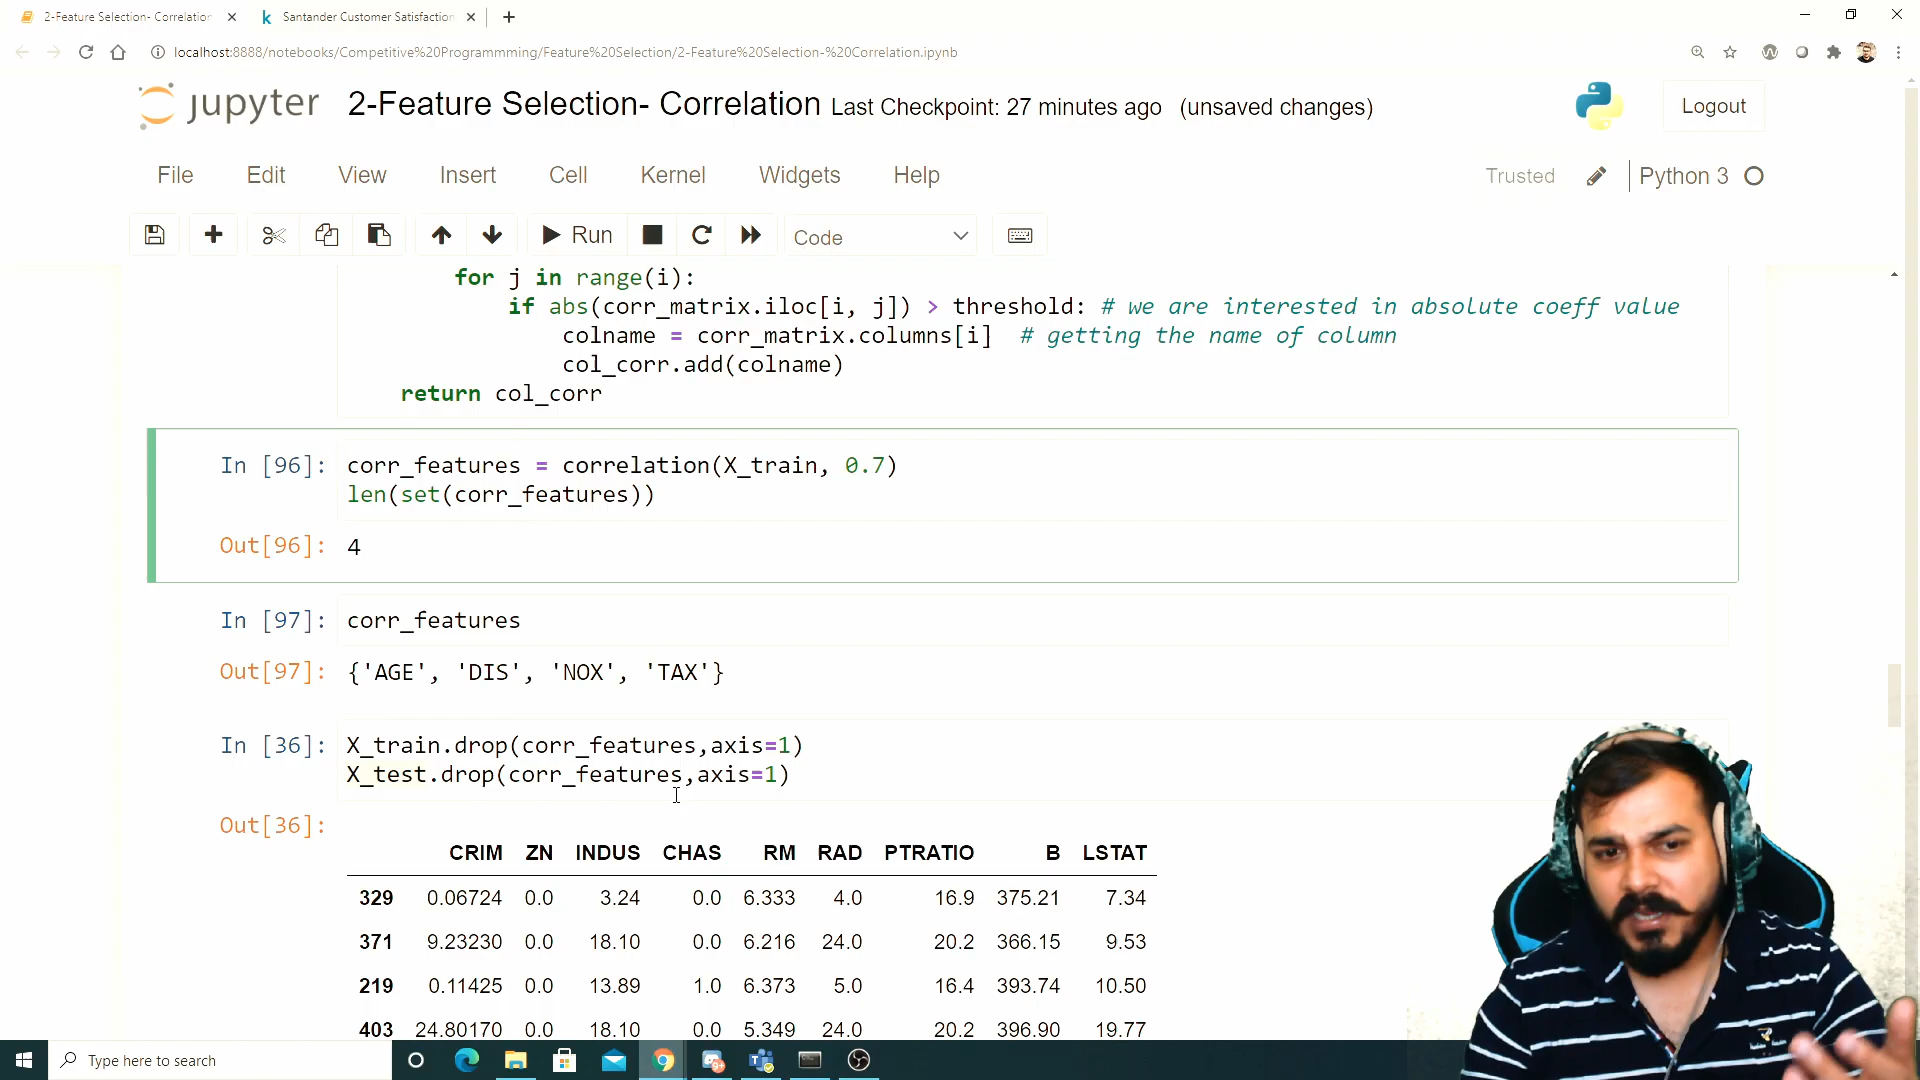 2-Feature Selection- Correlation
Santander Customer Satisfaction
localhost:8888/notebooks/Competitive%20Programmming/Feature%20Selection/2-Feature%20Selection-%20Correlation.ipynb
jupyter 2-Feature Selection- Correlation Last Checkpoint: 27 minutes ago (unsaved changes)
Logout
File Edit View Insert Cell Kernel Widgets Help
Trusted Python 3
Run Code
for j in range(i):
if abs(corr_matrix.iloc[i, j]) > threshold: # we are interested in absolute coeff value
colname = corr_matrix.columns[i] # getting the name of column
col_corr.add(colname)
return col_corr
In [96]: corr_features = correlation(X_train, 0.7)
len(set(corr_features))
Out[96]: 4
In [97]: corr_features
Out[97]: {'AGE', 'DIS', 'NOX', 'TAX'}
In [36]: X_train.drop(corr_features,axis=1)
X_test.drop(corr_features,axis=1)
Out[36]:
CRIM ZN INDUS CHAS RM RAD PTRATIO B LSTAT
329 0.06724 0.0 3.24 0.0 6.333 4.0 16.9 375.21 7.34
371 9.23230 0.0 18.10 0.0 6.216 24.0 20.2 366.15 9.53
219 0.11425 0.0 13.89 1.0 6.373 5.0 16.4 393.74 10.50
403 24.80170 0.0 18.10 0.0 5.349 24.0 20.2 396.90 19.77
Type here to search